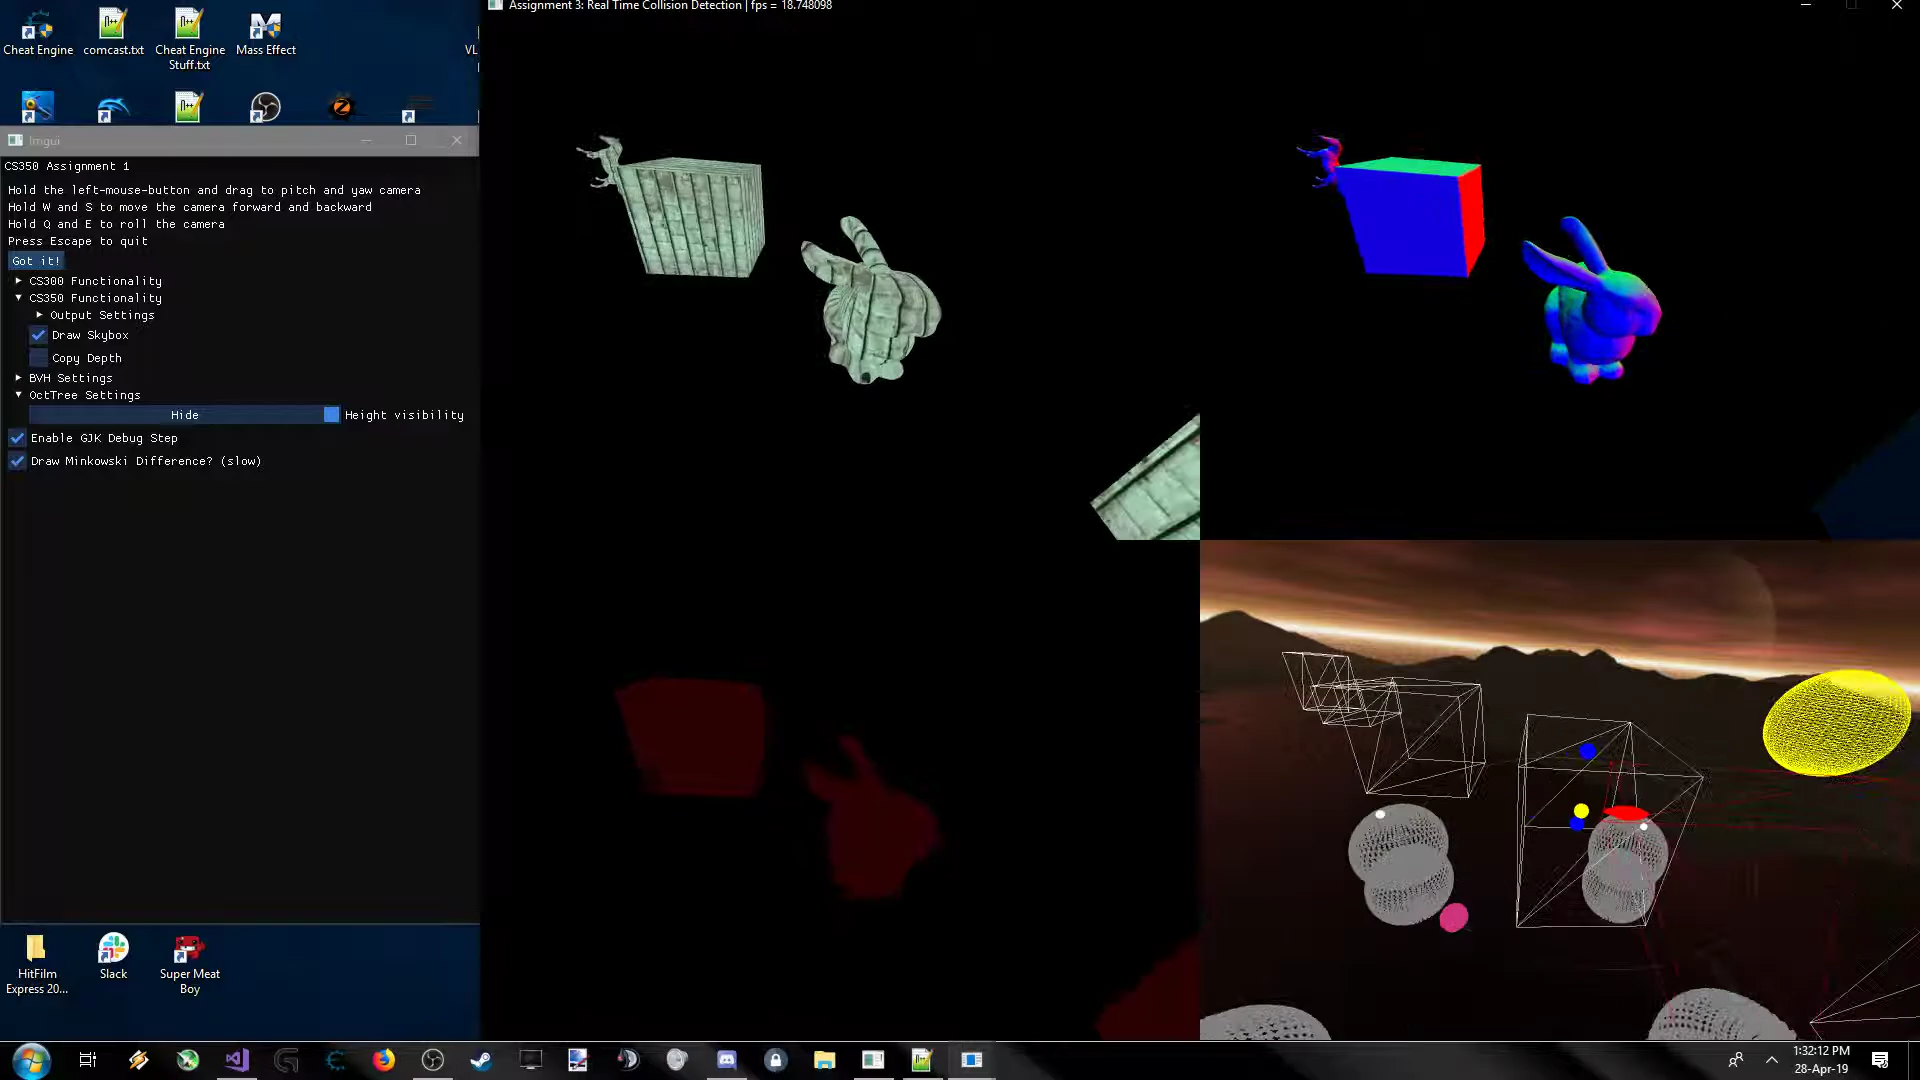 Assignment 3: Real Time Collision Detection | fps = 18.748098
Cheat Engine
comcast.txt
Cheat Engine
Stuff.txt
Mass Effect
VL
Imgui
CS350 Assignment 1
Hold the left-mouse-button and drag to pitch and yaw camera
Hold W and S to move the camera forward and backward
Hold Q and E to roll the camera
Press Escape to quit
Got it!
CS300 Functionality
CS350 Functionality
Output Settings
Draw Skybox
Copy Depth
BVH Settings
OctTree Settings
Hide
Height visibility
Enable GJK Debug Step
Draw Minkowski Difference? (slow)
HitFilm
Express 20...
Slack
Super Meat
Boy
1:32:12 PM
28-Apr-19